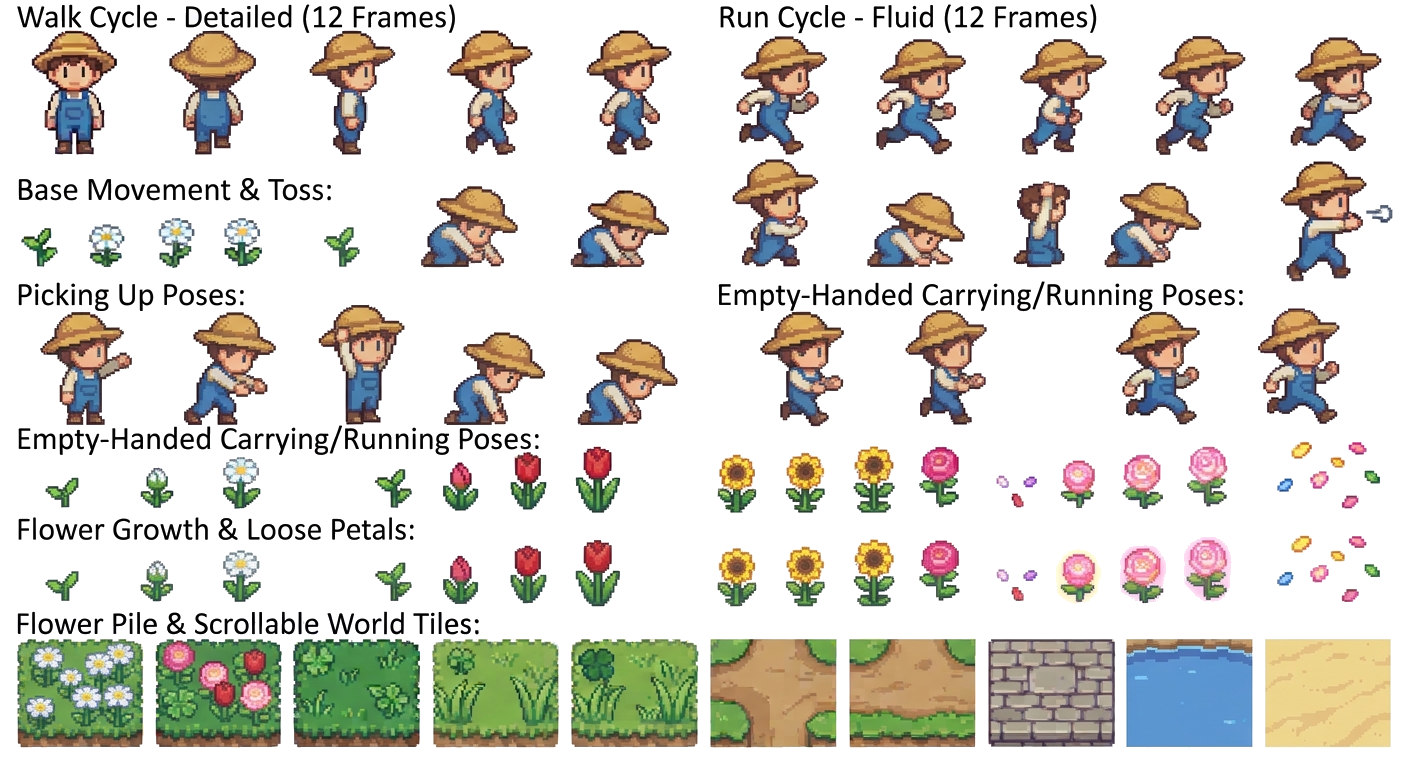 Walk Cycle - Detailed (12 Frames)
Run Cycle - Fluid (12 Frames)
Base Movement & Toss:
Picking Up Poses:
Empty-Handed Carrying/Running Poses:
Empty-Handed Carrying/Running Poses:
Flower Growth & Loose Petals:
Flower Pile & Scrollable World Tiles: